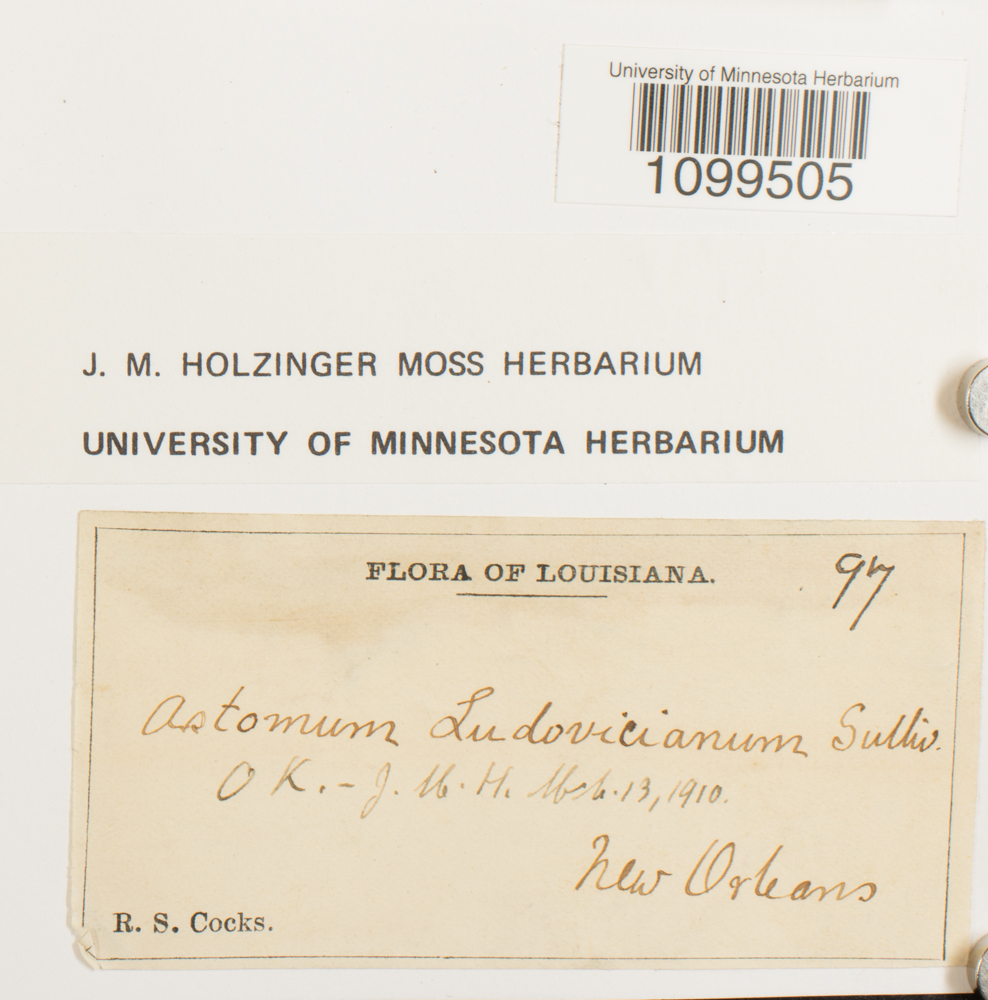 University of Minnesota Herbarium
1099505
J. M. HOLZINGER MOSS HERBARIUM
UNIVERSITY OF MINNESOTA HERBARIUM
FLORA OF LOUISIANA.
97
Astomum Ludovicianum Sulliv.
OK. - J. M. H. Mch. 13, 1910.
New Orleans
R. S. Cocks.